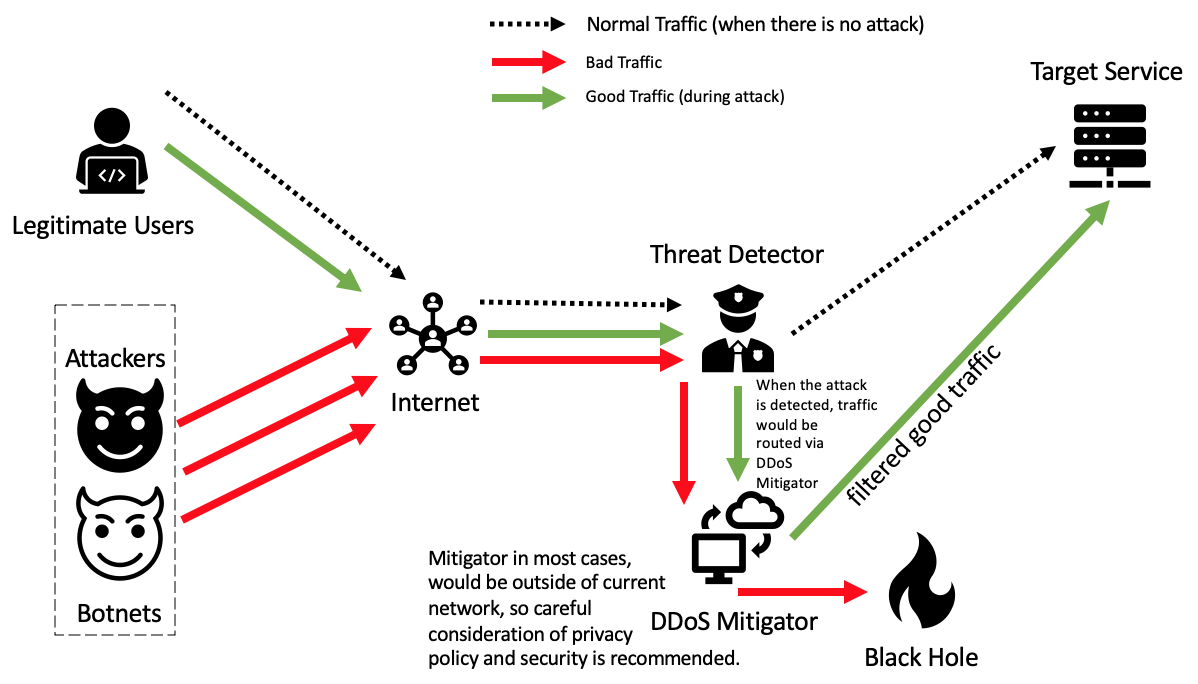 Normal Traffic (when there is no attack)
Bad Traffic
Good Traffic (during attack)
Target Service
</>
Legitimate Users
Threat Detector
Attackers
Internet
When the attack
is detected, traffic
would be
routed via
DDoS
Mitigator
filtered good traffic
Botnets
Mitigator in most cases,
would be outside of current
network, so careful
consideration of privacy
policy and security is recommended.
DDoS Mitigator
Black Hole